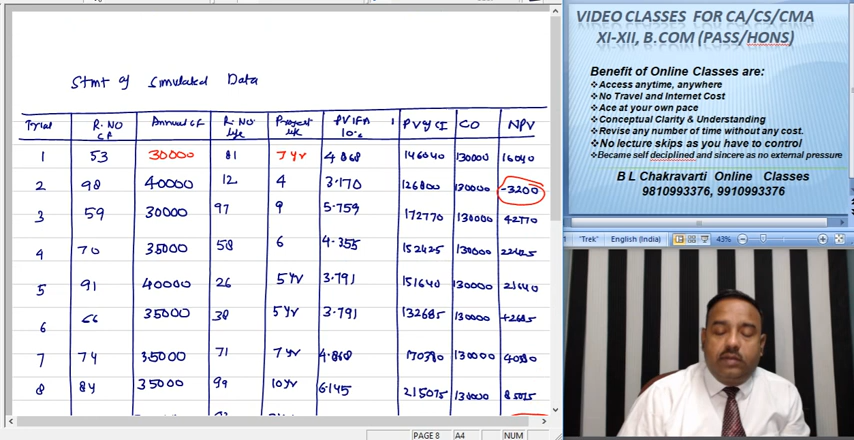 Stmt of Simulated Data
Trial R.NO CF Annual CF R.No life Project life PVIFA 10% PV of CI CO NPV
1 53 30000 81 7 yr 4.868 146040 130000 16040
2 98 40000 12 4 3.170 126800 130000 -3200
3 59 30000 97 9 5.759 172770 130000 42770
4 70 35000 58 6 4.355 152425 130000 22425
5 91 40000 26 5 yr 3.791 151640 130000 21640
6 66 35000 38 5 yr 3.791 132685 130000 +2685
7 74 35000 71 7 yr 4.868 170380 130000 40380
8 84 35000 99 10 yr 6.145 215075 130000 85075
PAGE 8 A4 NUM
VIDEO CLASSES FOR CA/CS/CMA
XI-XII, B.COM (PASS/HONS)
Benefit of Online Classes are:
❖Access anytime, anywhere
❖No Travel and Internet Cost
❖Ace at your own pace
❖Conceptual Clarity & Understanding
❖Revise any number of time without any cost.
❖No lecture skips as you have to control
❖Became self deciplined and sincere as no external pressure
B L Chakravarti Online Classes
9810993376, 9910993376
"Trek" English (India) 43%